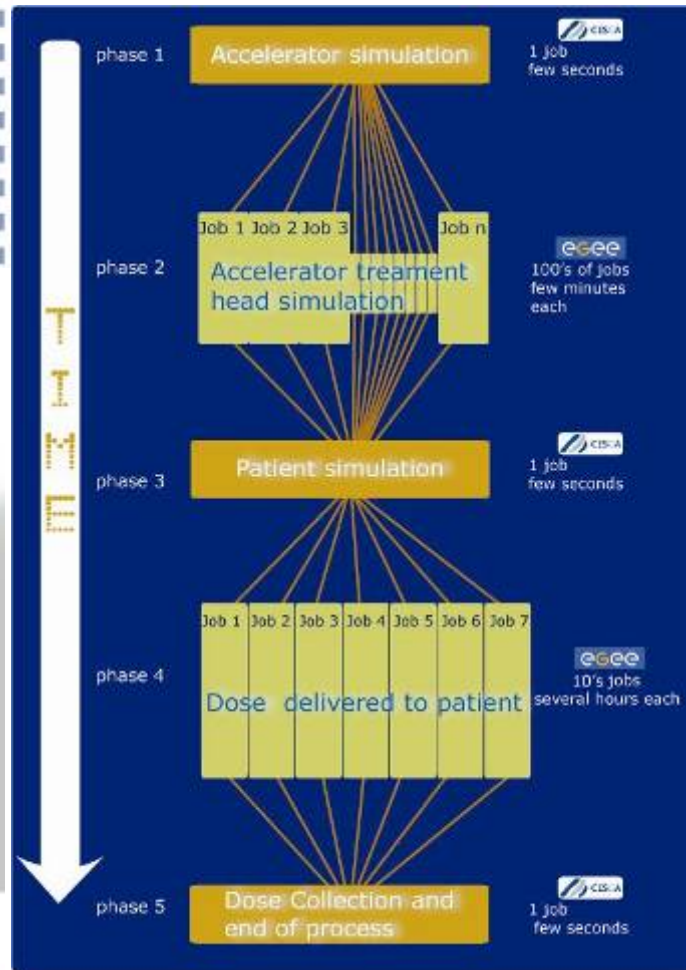 phase 1
Accelerator simulation
1 job
few seconds
Job 1
Job 2
Job 3
Job n
phase 2
Accelerator treament
head simulation
egee
100's of jobs
few minutes
each
TIME
phase 3
Patient simulation
1 job
few seconds
Job 1
Job 2
Job 3
Job 4
Job 5
Job 6
Job 7
phase 4
Dose delivered to patient
egee
10's jobs
several hours each
phase 5
Dose Collection and
end of process
1 job
few seconds